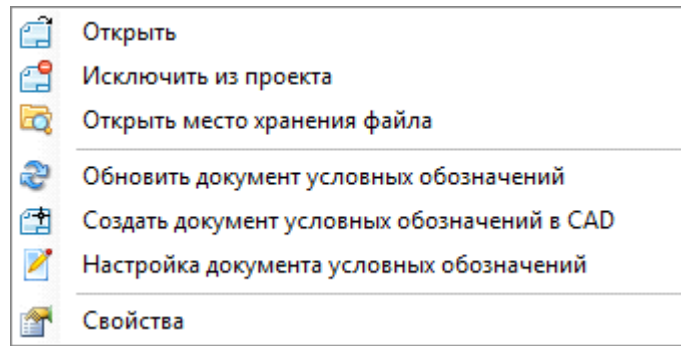 Открыть
Исключить из проекта
Открыть место хранения файла
Обновить документ условных обозначений
Создать документ условных обозначений в CAD
Настройка документа условных обозначений
Свойства